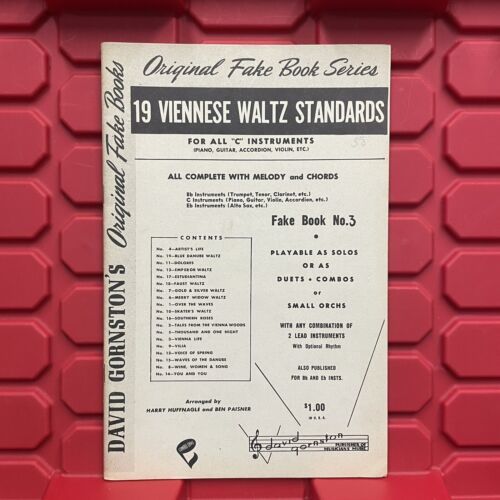 DAVID GORNSTON'S Original Fake Books
Original Fake Book Series
19 VIENNESE WALTZ STANDARDS
FOR ALL "C" INSTRUMENTS
(PIANO, GUITAR, ACCORDION, VIOLIN, ETC.)
50
ALL COMPLETE WITH MELODY and CHORDS
Bb Instruments (Trumpet, Tenor, Clarinet, etc.)
C Instruments (Piano, Guitar, Violin, Accordion, etc.)
Eb Instruments (Alto Sax, etc.)
Fake Book No.3
CONTENTS
No. 4—ARTIST'S LIFE
No. 19—BLUE DANUBE WALTZ
No. 11—DOLORES
No. 13—EMPEROR WALTZ
No. 17—ESTUDIANTINA
No. 18—FAUST WALTZ
No. 7—GOLD & SILVER WALTZ
No. 6—MERRY WIDOW WALTZ
No. 1—OVER THE WAVES
No. 10—SKATER'S WALTZ
No. 16—SOUTHERN ROSES
No. 2—TALES FROM THE VIENNA WOODS
No. 3—THOUSAND AND ONE NIGHT
No. 5—VIENNA LIFE
No. 9—VILIA
No. 12—VOICE OF SPRING
No. 15—WAVES OF THE DANUBE
No. 8—WINE, WOMEN & SONG
No. 14—YOU AND YOU
PLAYABLE AS SOLOS
OR AS
DUETS + COMBOS
or
SMALL ORCHS
WITH ANY COMBINATION OF
2 LEAD INSTRUMENTS
With Optional Rhythm
ALSO PUBLISHED
FOR Bb AND Eb INSTS.
Arranged by
HARRY HUFFNAGLE and BEN PAISNER
$1.00
IN U.S.A.
david gornston
PUBLISHER OF
MUSICIANS' MUSIC